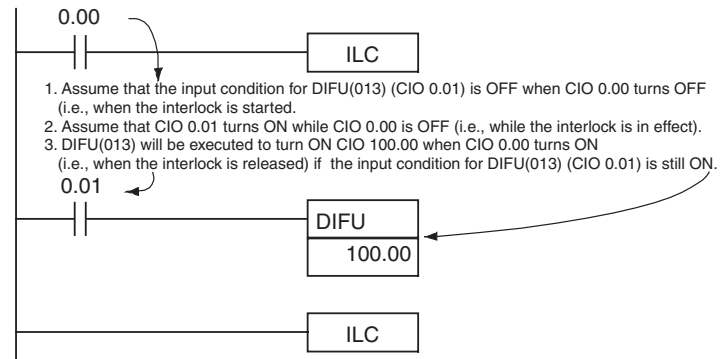 0.00
ILC
1. Assume that the input condition for DIFU(013) (CIO 0.01) is OFF when CIO 0.00 turns OFF
(i.e., when the interlock is started.
2. Assume that CIO 0.01 turns ON while CIO 0.00 is OFF (i.e., while the interlock is in effect).
3. DIFU(013) will be executed to turn ON CIO 100.00 when CIO 0.00 turns ON
(i.e., when the interlock is released) if the input condition for DIFU(013) (CIO 0.01) is still ON.
0.01
DIFU
100.00
ILC